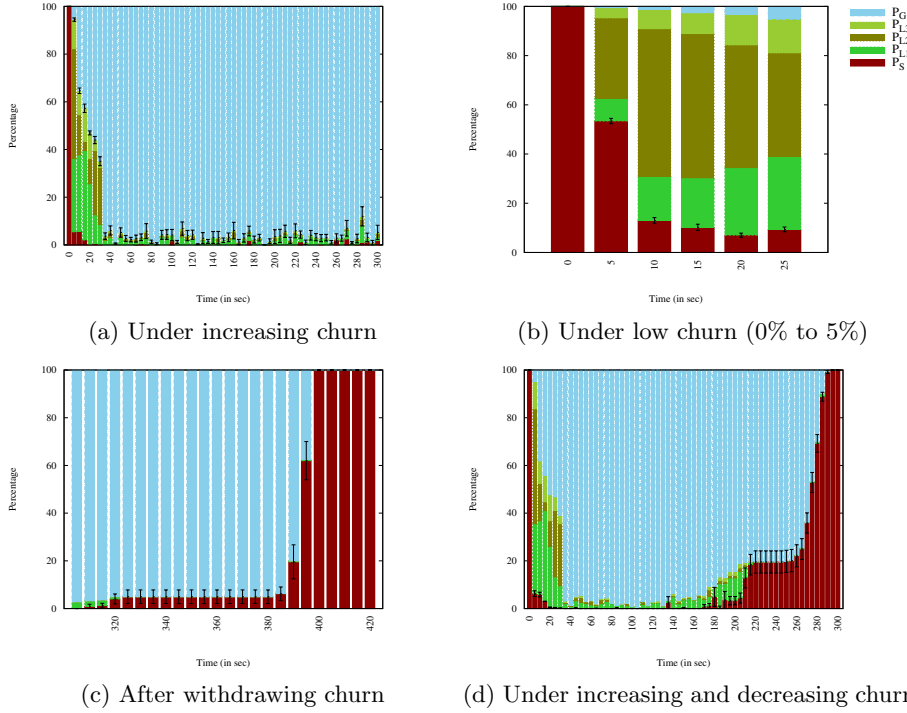 100
80
60
40
20
0
Percentage
0 20 40 60 80 100 120 140 160 180 200 220 240 260 280 300
Time (in sec)
(a) Under increasing churn
100
80
60
40
20
0
Percentage
0 5 10 15 20 25
Time (in sec)
P_G
P_L
P_L
P_L
P_S
(b) Under low churn (0% to 5%)
100
80
60
40
20
0
Percentage
320 340 360 380 400 420
Time (in sec)
(c) After withdrawing churn
100
80
60
40
20
0
Percentage
0 20 40 60 80 100 120 140 160 180 200 220 240 260 280 300
Time (in sec)
(d) Under increasing and decreasing churn